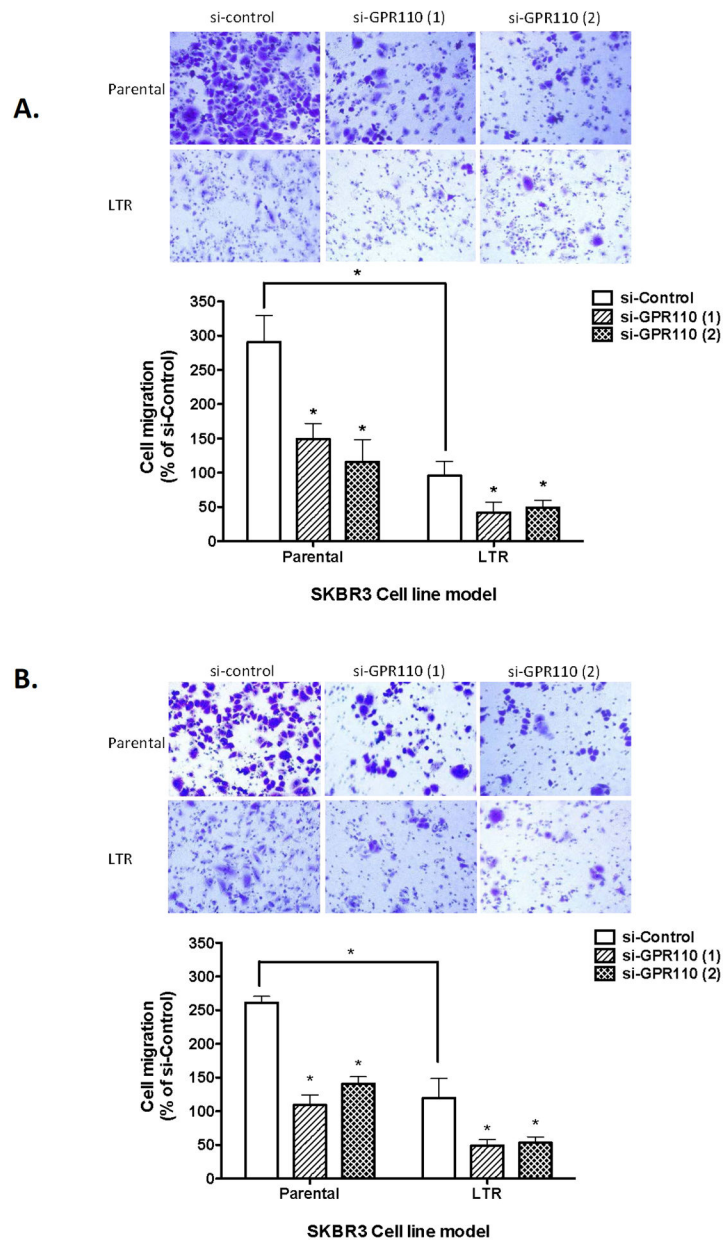 A.
si-control si-GPR110 (1) si-GPR110 (2)
Parental
LTR
*
si-Control
si-GPR110 (1)
si-GPR110 (2)
Cell migration
(% of si-Control)
350
300
250
200
150
100
50
0
* * * *
Parental LTR
SKBR3 Cell line model
B.
si-control si-GPR110 (1) si-GPR110 (2)
Parental
LTR
*
si-Control
si-GPR110 (1)
si-GPR110 (2)
Cell migration
(% of si-Control)
350
300
250
200
150
100
50
0
* * * *
Parental LTR
SKBR3 Cell line model